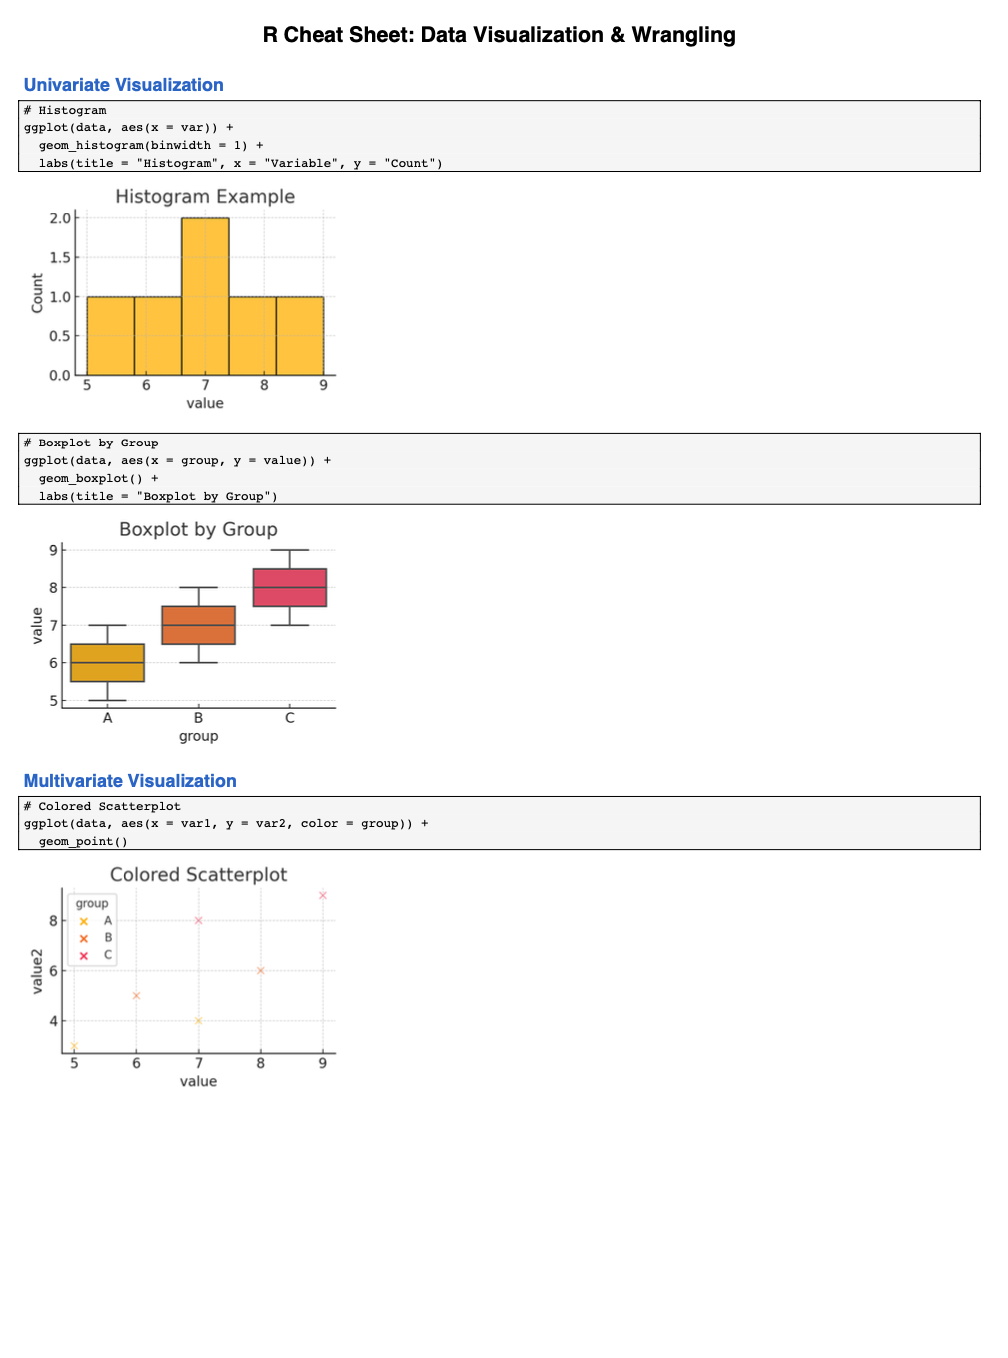 R Cheat Sheet: Data Visualization & Wrangling
Univariate Visualization
# Histogram
ggplot(data, aes(x = var)) +
  geom_histogram(binwidth = 1) +
  labs(title = "Histogram", x = "Variable", y = "Count")
Histogram Example
2.0
1.5
1.0
0.5
0.0
Count
5 6 7 8 9
value
# Boxplot by Group
ggplot(data, aes(x = group, y = value)) +
  geom_boxplot() +
  labs(title = "Boxplot by Group")
Boxplot by Group
9
8
7
6
5
value
A B C
group
Multivariate Visualization
# Colored Scatterplot
ggplot(data, aes(x = var1, y = var2, color = group)) +
  geom_point()
Colored Scatterplot
group
A
B
C
8
6
4
value2
5 6 7 8 9
value